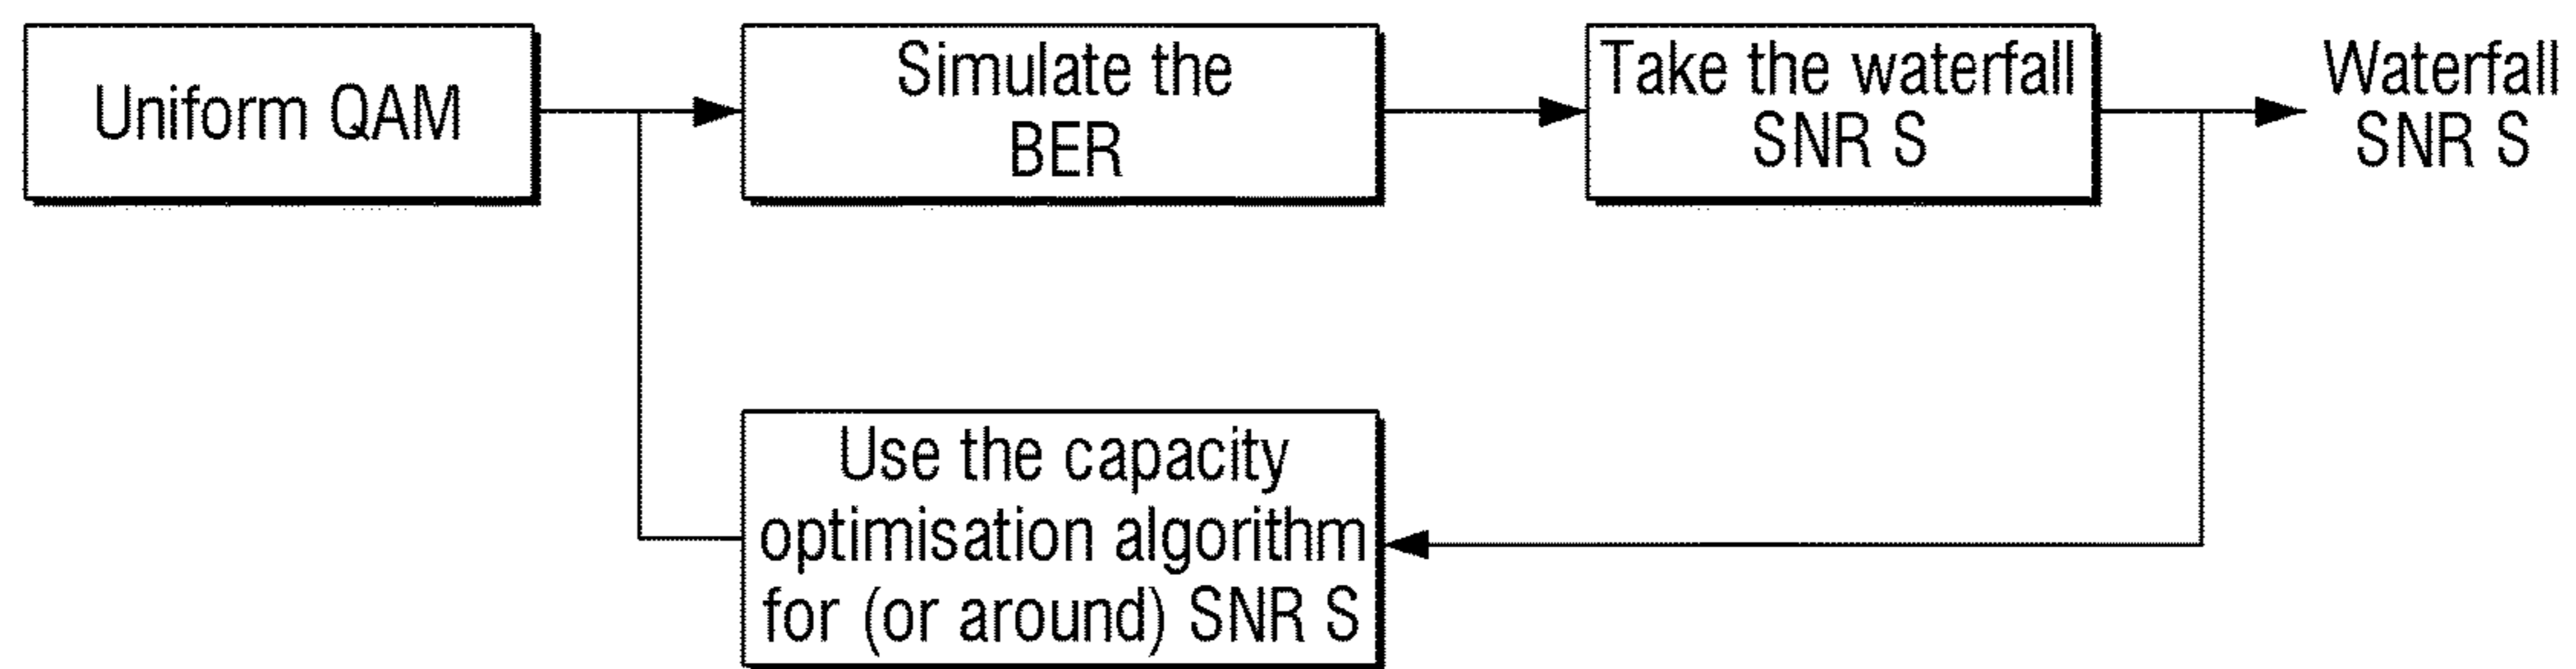 Uniform QAM
Simulate the
BER
Take the waterfall
SNR S
Waterfall
SNR S
Use the capacity
optimisation algorithm
for (or around) SNR S